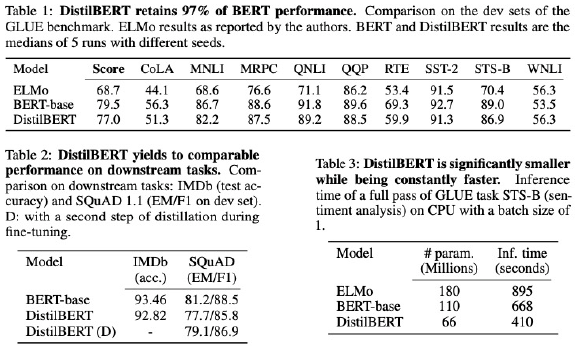 Table 1: DistilBERT retains 97% of BERT performance. Comparison on the dev sets of the
GLUE benchmark. ELMo results as reported by the authors. BERT and DistilBERT results are the
medians of 5 runs with different seeds.
Model Score CoLA MNLI MRPC QNLI QQP RTE SST-2 STS-B WNLI
ELMo 68.7 44.1 68.6 76.6 71.1 86.2 53.4 91.5 70.4 56.3
BERT-base 79.5 56.3 86.7 88.6 91.8 89.6 69.3 92.7 89.0 53.5
DistilBERT 77.0 51.3 82.2 87.5 89.2 88.5 59.9 91.3 86.9 56.3
Table 2: DistilBERT yields to comparable
performance on downstream tasks. Com-
parison on downstream tasks: IMDb (test ac-
curacy) and SQuAD 1.1 (EM/F1 on dev set).
D: with a second step of distillation during
fine-tuning.
Model IMDb SQuAD
(acc.) (EM/F1)
BERT-base 93.46 81.2/88.5
DistilBERT 92.82 77.7/85.8
DistilBERT (D) - 79.1/86.9
Table 3: DistilBERT is significantly smaller
while being constantly faster. Inference
time of a full pass of GLUE task STS-B (sen-
timent analysis) on CPU with a batch size of
1.
Model # param. Inf. time
(Millions) (seconds)
ELMo 180 895
BERT-base 110 668
DistilBERT 66 410